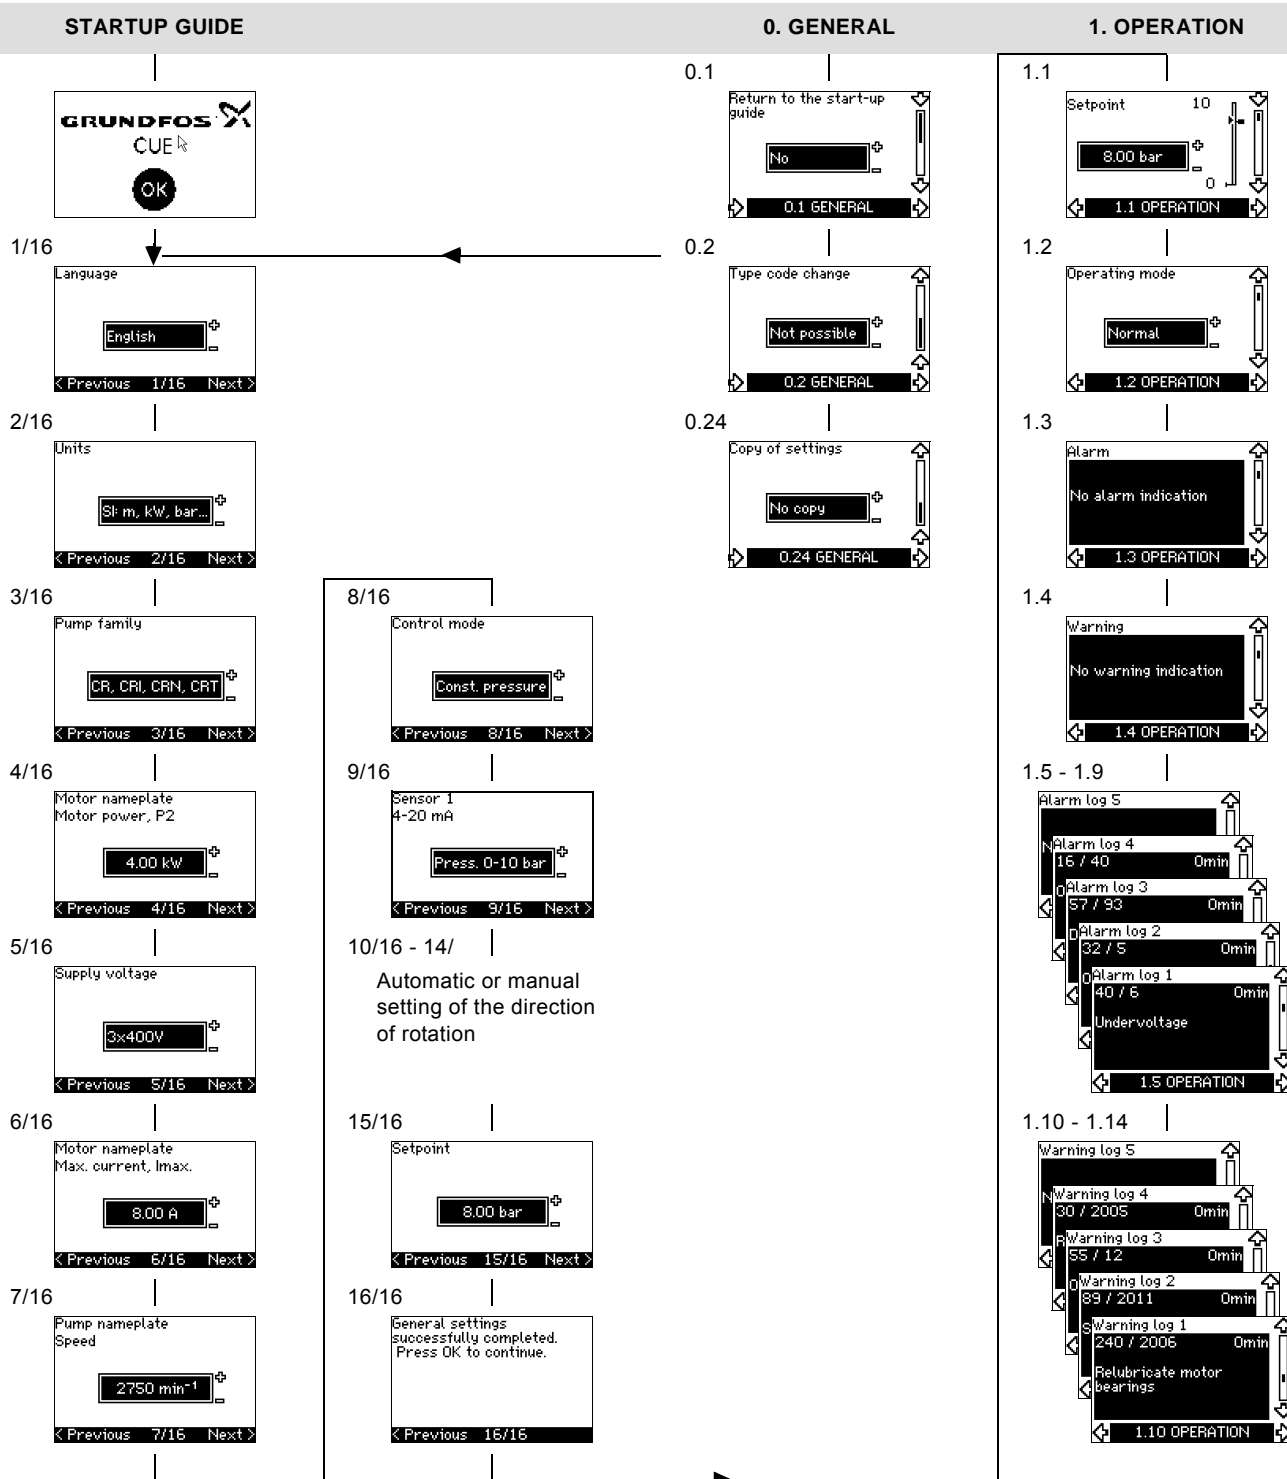 STARTUP GUIDE
0. GENERAL
1. OPERATION
GRUNDFOS
CUE
OK
1/16
Language
English
< Previous 1/16 Next >
2/16
Units
SI: m, kW, bar...
< Previous 2/16 Next >
3/16
Pump family
CR, CRI, CRN, CRT
< Previous 3/16 Next >
4/16
Motor nameplate
Motor power, P2
4.00 kW
< Previous 4/16 Next >
5/16
Supply voltage
3x400V
< Previous 5/16 Next >
6/16
Motor nameplate
Max. current, Imax.
8.00 A
< Previous 6/16 Next >
7/16
Pump nameplate
Speed
2750 min⁻¹
< Previous 7/16 Next >
8/16
Control mode
Const. pressure
< Previous 8/16 Next >
9/16
Sensor 1
4-20 mA
Press. 0-10 bar
< Previous 9/16 Next >
10/16 - 14/
Automatic or manual
setting of the direction
of rotation
15/16
Setpoint
8.00 bar
< Previous 15/16 Next >
16/16
General settings
successfully completed.
Press OK to continue.
< Previous 16/16
0.1
Return to the start-up
guide
No
0.1 GENERAL
0.2
Type code change
Not possible
0.2 GENERAL
0.24
Copy of settings
No copy
0.24 GENERAL
1.1
Setpoint 10
8.00 bar
0
1.1 OPERATION
1.2
Operating mode
Normal
1.2 OPERATION
1.3
Alarm
No alarm indication
1.3 OPERATION
1.4
Warning
No warning indication
1.4 OPERATION
1.5 - 1.9
Alarm log 5
N
Alarm log 4
16 / 40 0min
O
Alarm log 3
57 / 93 0min
Alarm log 2
32 / 5 0min
Alarm log 1
40 / 6 0min
Undervoltage
1.5 OPERATION
1.10 - 1.14
Warning log 5
N
Warning log 4
30 / 2005 0min
R
Warning log 3
55 / 12 0min
Warning log 2
89 / 2011 0min
S
Warning log 1
240 / 2006 0min
Relubricate motor
bearings
1.10 OPERATION